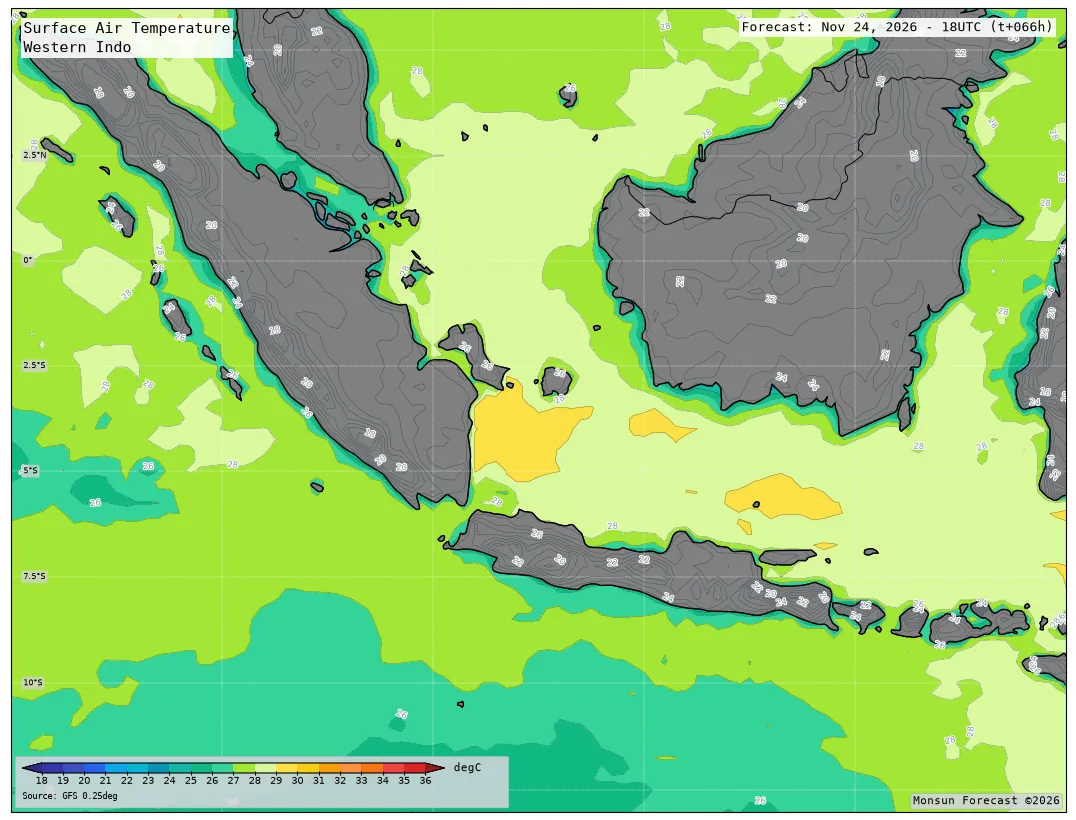 Surface Air Temperature
Western Indo
Forecast: Nov 24, 2026 - 18UTC (t+066h)
2.5°N
0°
2.5°S
5°S
7.5°S
10°S
degC
18 19 20 21 22 23 24 25 26 27 28 29 30 31 32 33 34 35 36
Source: GFS 0.25deg
Monsun Forecast ©2026